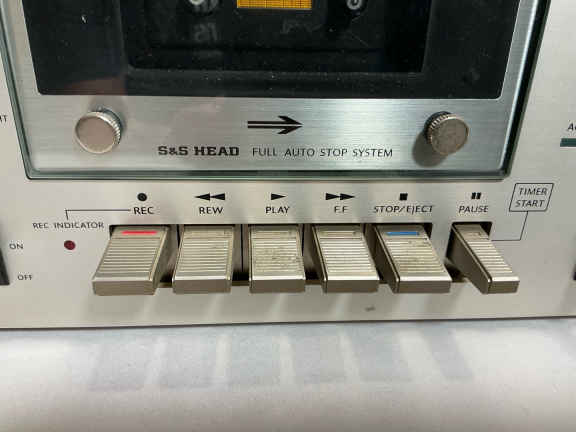 S&S HEAD FULL AUTO STOP SYSTEM
REC REW PLAY F.F STOP/EJECT PAUSE
TIMER
START
REC INDICATOR
ON
OFF